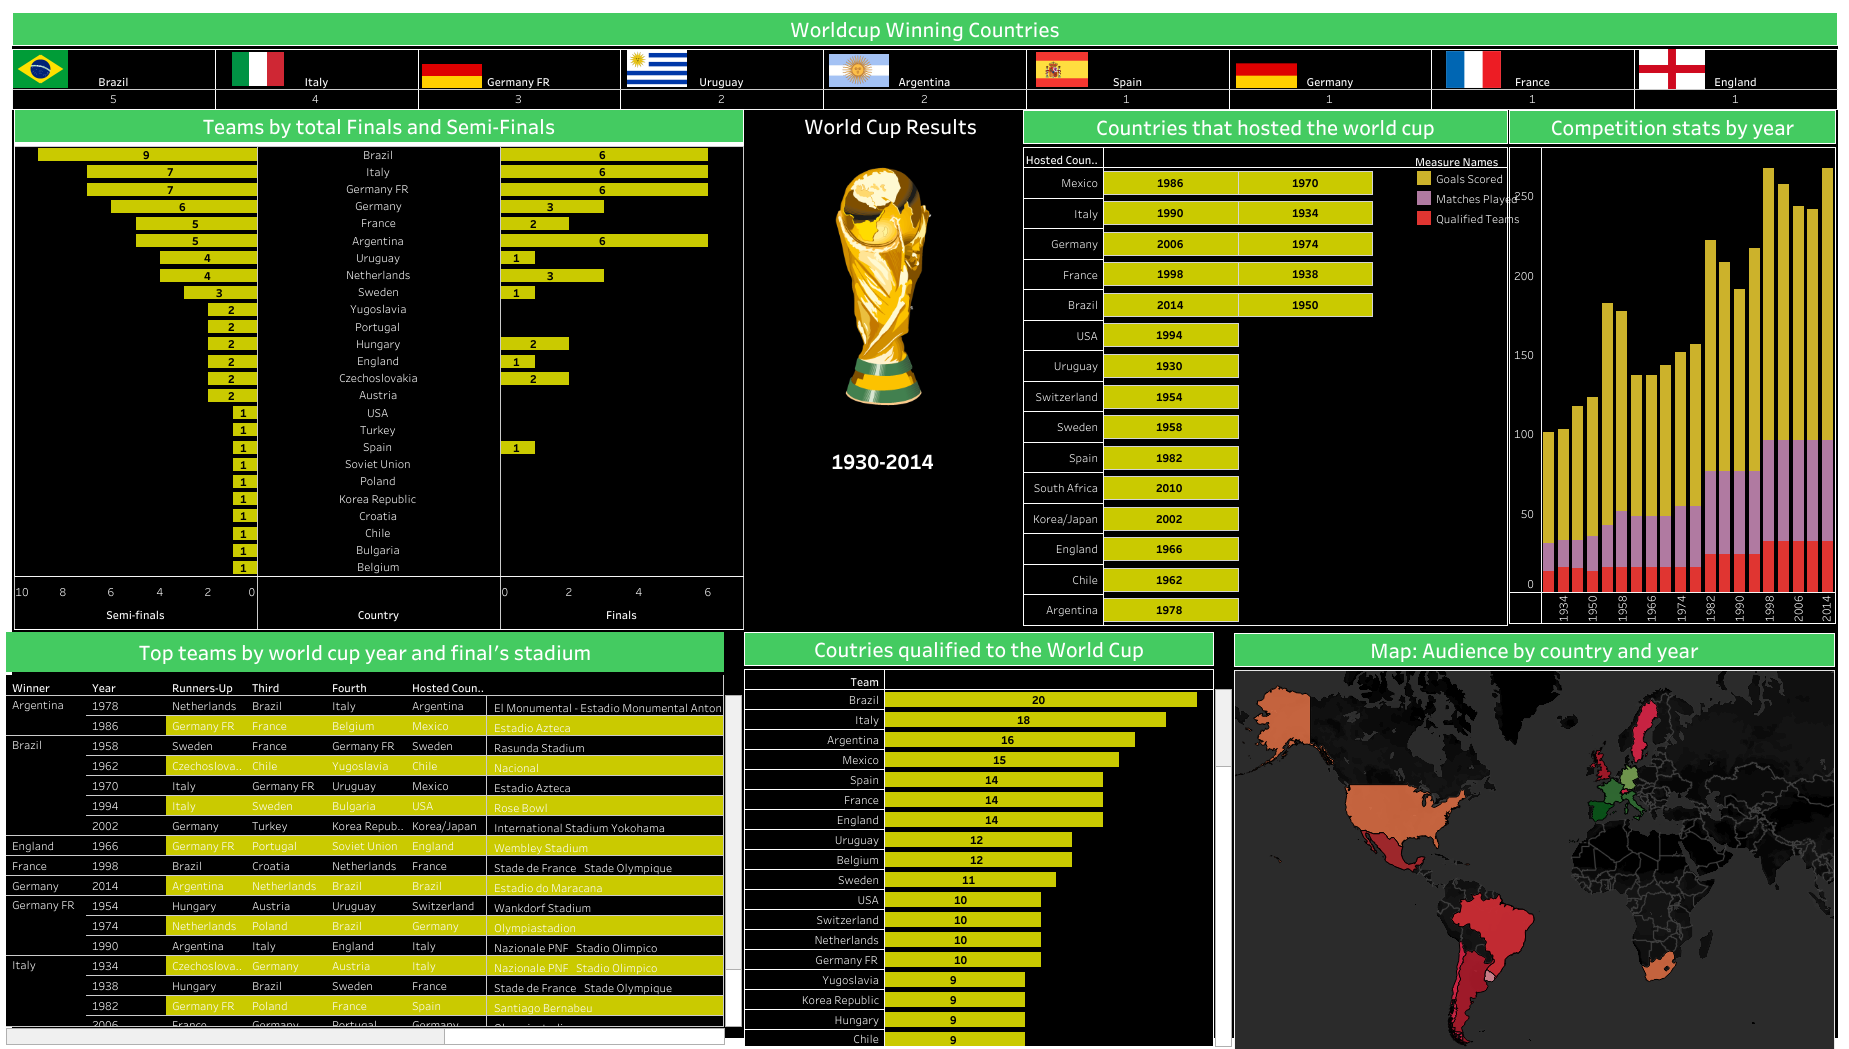 Worldcup Winning Countries
Brazil Italy Germany FR Uruguay Argentina Spain Germany France England
5 4 3 2 2 1 1 1 1
Teams by total Finals and Semi-Finals
9 Brazil 6
7 Italy 6
7 Germany FR 6
6 Germany 3
5 France 2
5 Argentina 6
4 Uruguay 1
4 Netherlands 3
3 Sweden 1
2 Yugoslavia
2 Portugal
2 Hungary 2
2 England 1
2 Czechoslovakia 2
2 Austria
1 USA
1 Turkey
1 Spain 1
1 Soviet Union
1 Poland
1 Korea Republic
1 Croatia
1 Chile
1 Bulgaria
1 Belgium
10 8 6 4 2 0 0 2 4 6
Semi-finals Country Finals
World Cup Results
1930-2014
Countries that hosted the world cup
Hosted Coun..
Mexico 1986 1970
Italy 1990 1934
Germany 2006 1974
France 1998 1938
Brazil 2014 1950
USA 1994
Uruguay 1930
Switzerland 1954
Sweden 1958
Spain 1982
South Africa 2010
Korea/Japan 2002
England 1966
Chile 1962
Argentina 1978
Competition stats by year
Measure Names
Goals Scored
Matches Played
Qualified Teams
250
200
150
100
50
0
1934 1950 1958 1966 1974 1982 1990 1998 2006 2014
Top teams by world cup year and final's stadium
Winner Year Runners-Up Third Fourth Hosted Coun..
Argentina 1978 Netherlands Brazil Italy Argentina El Monumental - Estadio Monumental Anton
1986 Germany FR France Belgium Mexico Estadio Azteca
Brazil 1958 Sweden France Germany FR Sweden Rasunda Stadium
1962 Czechoslova.. Chile Yugoslavia Chile Nacional
1970 Italy Germany FR Uruguay Mexico Estadio Azteca
1994 Italy Sweden Bulgaria USA Rose Bowl
2002 Germany Turkey Korea Repub.. Korea/Japan International Stadium Yokohama
England 1966 Germany FR Portugal Soviet Union England Wembley Stadium
France 1998 Brazil Croatia Netherlands France Stade de France Stade Olympique
Germany 2014 Argentina Netherlands Brazil Brazil Estadio do Maracana
Germany FR 1954 Hungary Austria Uruguay Switzerland Wankdorf Stadium
1974 Netherlands Poland Brazil Germany Olympiastadion
1990 Argentina Italy England Italy Nazionale PNF Stadio Olimpico
Italy 1934 Czechoslova.. Germany Austria Italy Nazionale PNF Stadio Olimpico
1938 Hungary Brazil Sweden France Stade de France Stade Olympique
1982 Germany FR Poland France Spain Santiago Bernabeu
2006 France Germany Portugal Germany
Coutries qualified to the World Cup
Team
Brazil 20
Italy 18
Argentina 16
Mexico 15
Spain 14
France 14
England 14
Uruguay 12
Belgium 12
Sweden 11
USA 10
Switzerland 10
Netherlands 10
Germany FR 10
Yugoslavia 9
Korea Republic 9
Hungary 9
Chile 9
Map: Audience by country and year